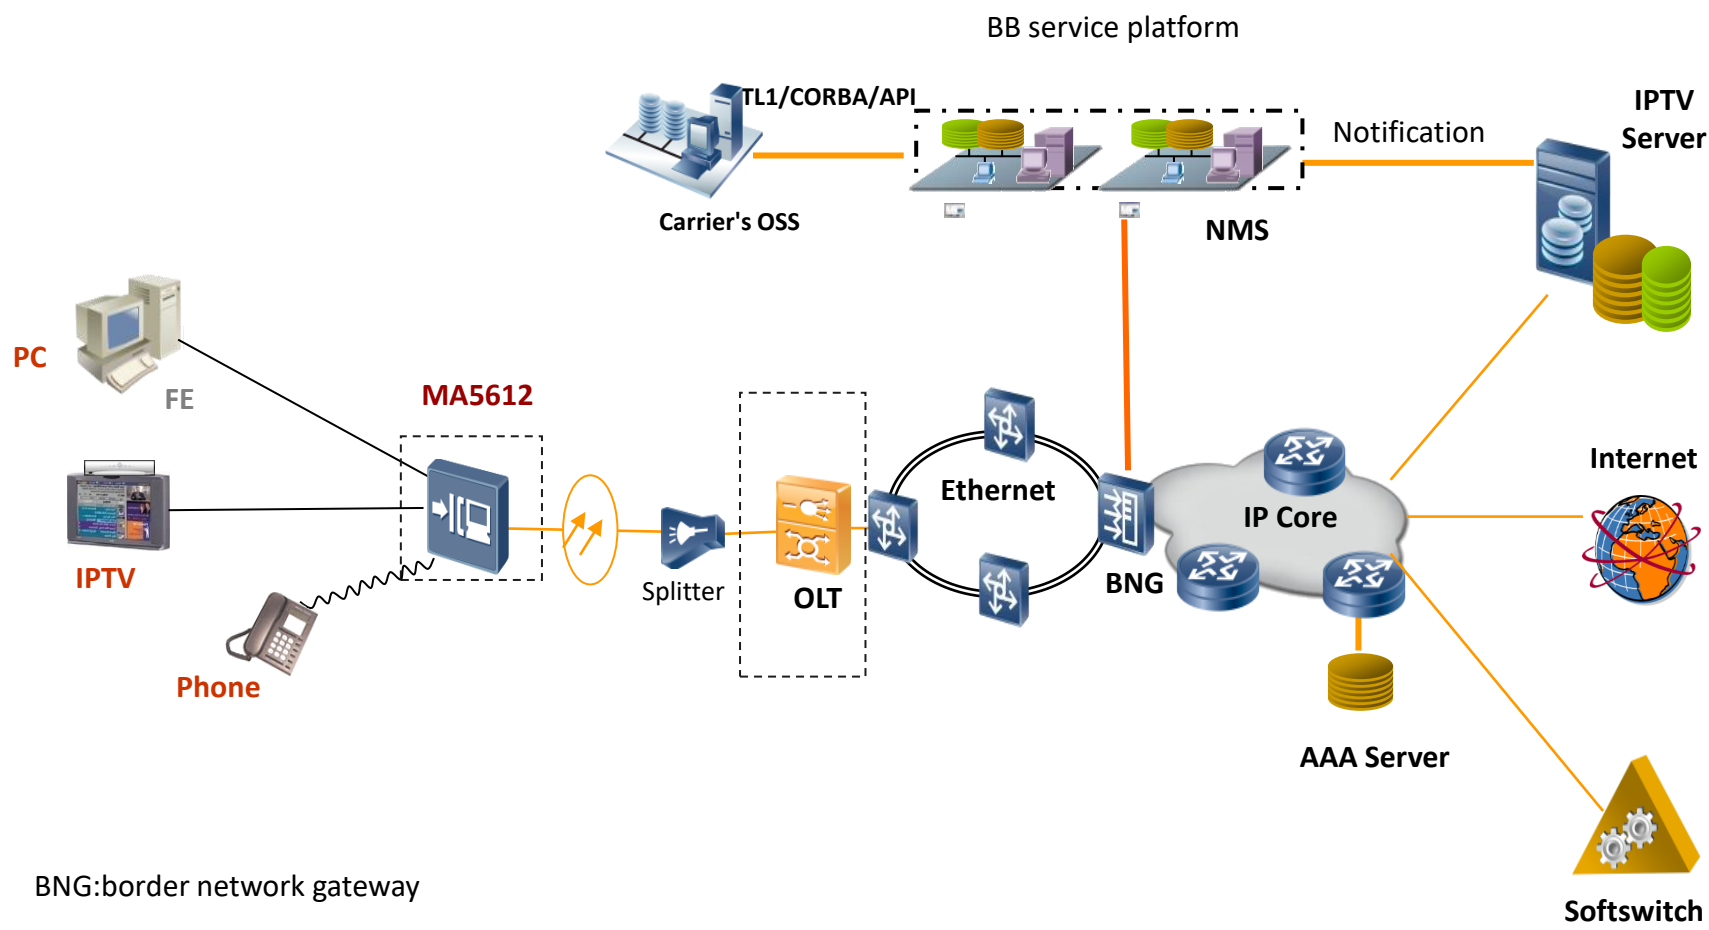 BB service platform
TL1/CORBA/API
IPTV
Server
Notification
Carrier's OSS
NMS
PC
FE
MA5612
Internet
Ethernet
IP Core
IPTV
Splitter
OLT
BNG
Phone
AAA Server
BNG:border network gateway
Softswitch